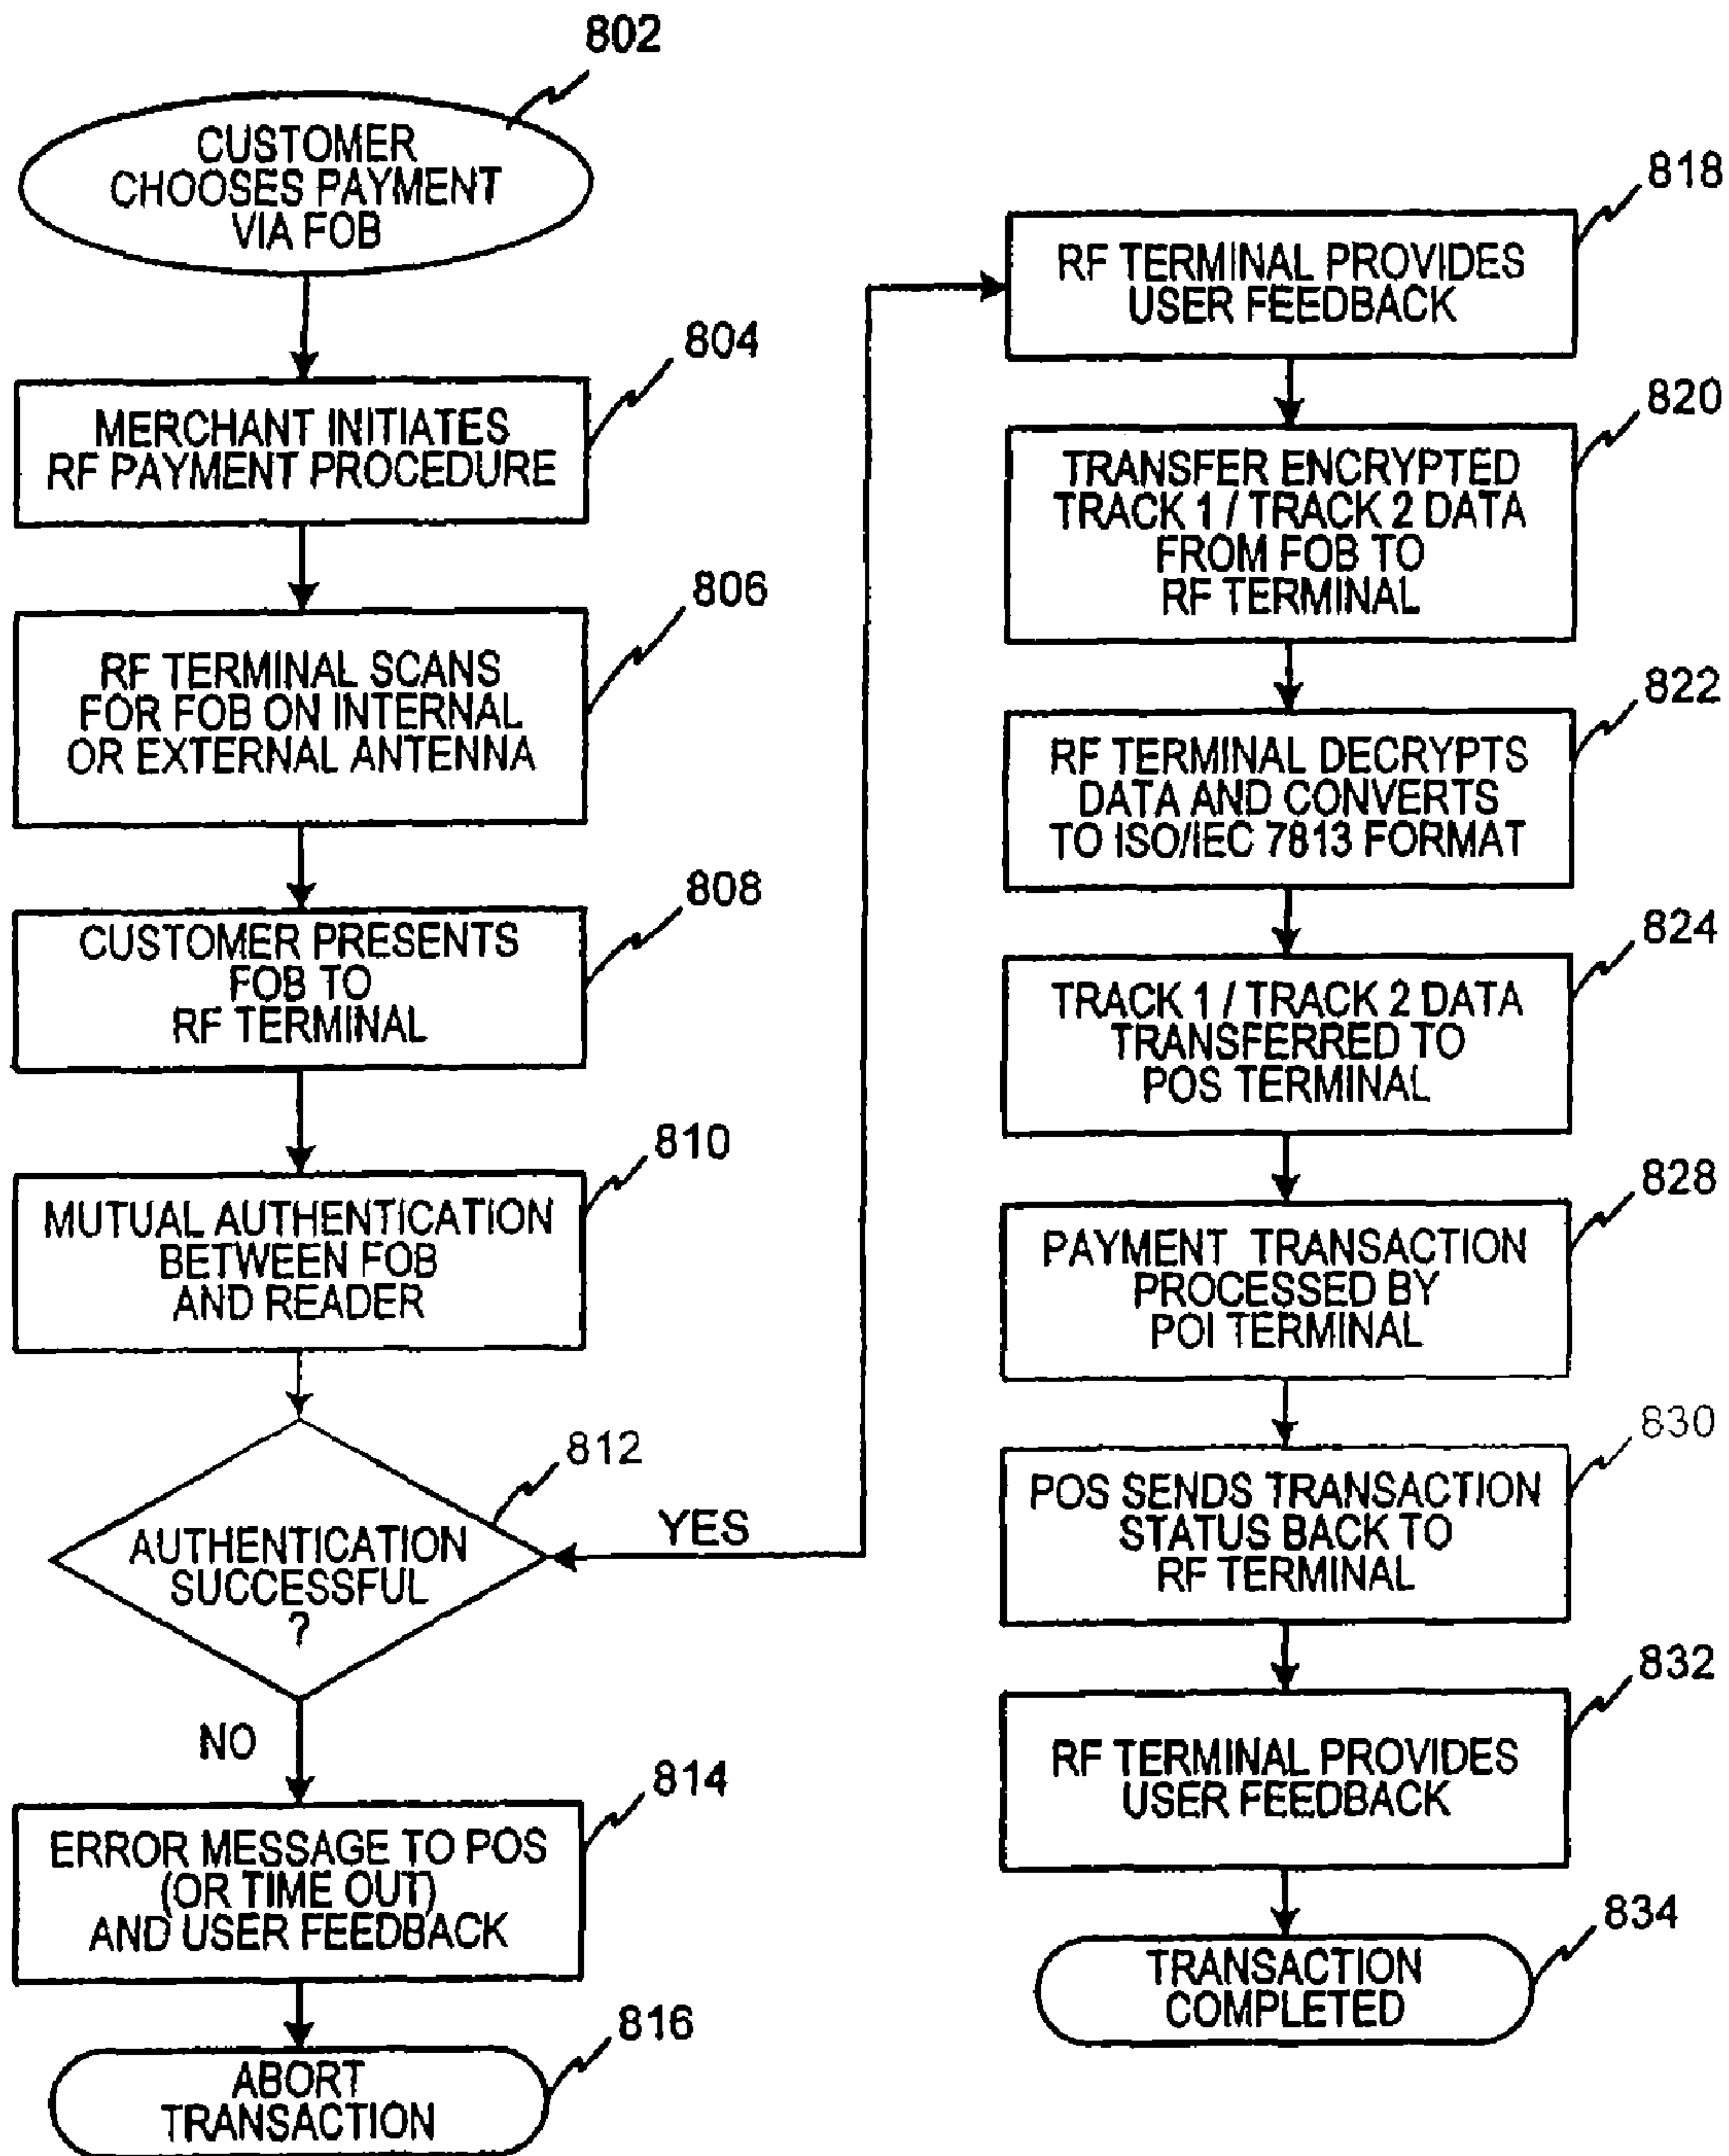 802
CUSTOMER
CHOOSES PAYMENT
VIA FOB
804
MERCHANT INITIATES
RF PAYMENT PROCEDURE
806
RF TERMINAL SCANS
FOR FOB ON INTERNAL
OR EXTERNAL ANTENNA
808
CUSTOMER PRESENTS
FOB TO
RF TERMINAL
810
MUTUAL AUTHENTICATION
BETWEEN FOB
AND READER
812
AUTHENTICATION
SUCCESSFUL
?
YES
NO
814
ERROR MESSAGE TO POS
(OR TIME OUT)
AND USER FEEDBACK
816
ABORT
TRANSACTION
818
RF TERMINAL PROVIDES
USER FEEDBACK
820
TRANSFER ENCRYPTED
TRACK 1 / TRACK 2 DATA
FROM FOB TO
RF TERMINAL
822
RF TERMINAL DECRYPTS
DATA AND CONVERTS
TO ISO/IEC 7813 FORMAT
824
TRACK 1 / TRACK 2 DATA
TRANSFERRED TO
POS TERMINAL
828
PAYMENT TRANSACTION
PROCESSED BY
POI TERMINAL
830
POS SENDS TRANSACTION
STATUS BACK TO
RF TERMINAL
832
RF TERMINAL PROVIDES
USER FEEDBACK
834
TRANSACTION
COMPLETED